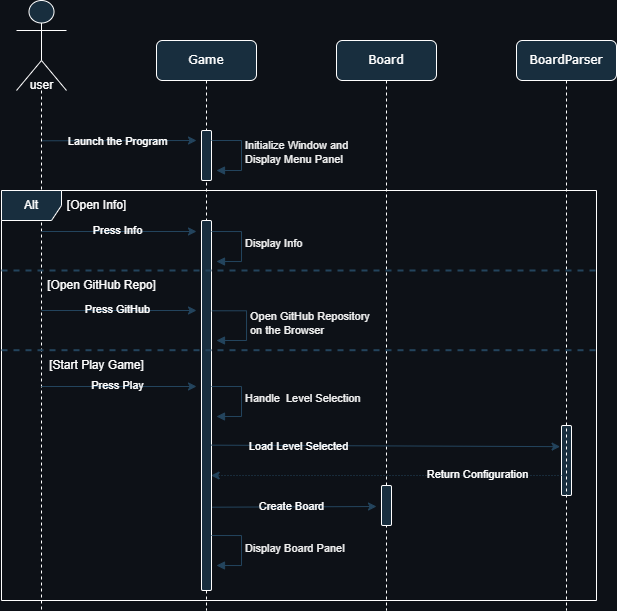 user
Game
Board
BoardParser
Launch the Program
Initialize Window and
Display Menu Panel
Alt
[Open Info]
Press Info
Display Info
[Open GitHub Repo]
Press GitHub
Open GitHub Repository
on the Browser
[Start Play Game]
Press Play
Handle Level Selection
Load Level Selected
Return Configuration
Create Board
Display Board Panel